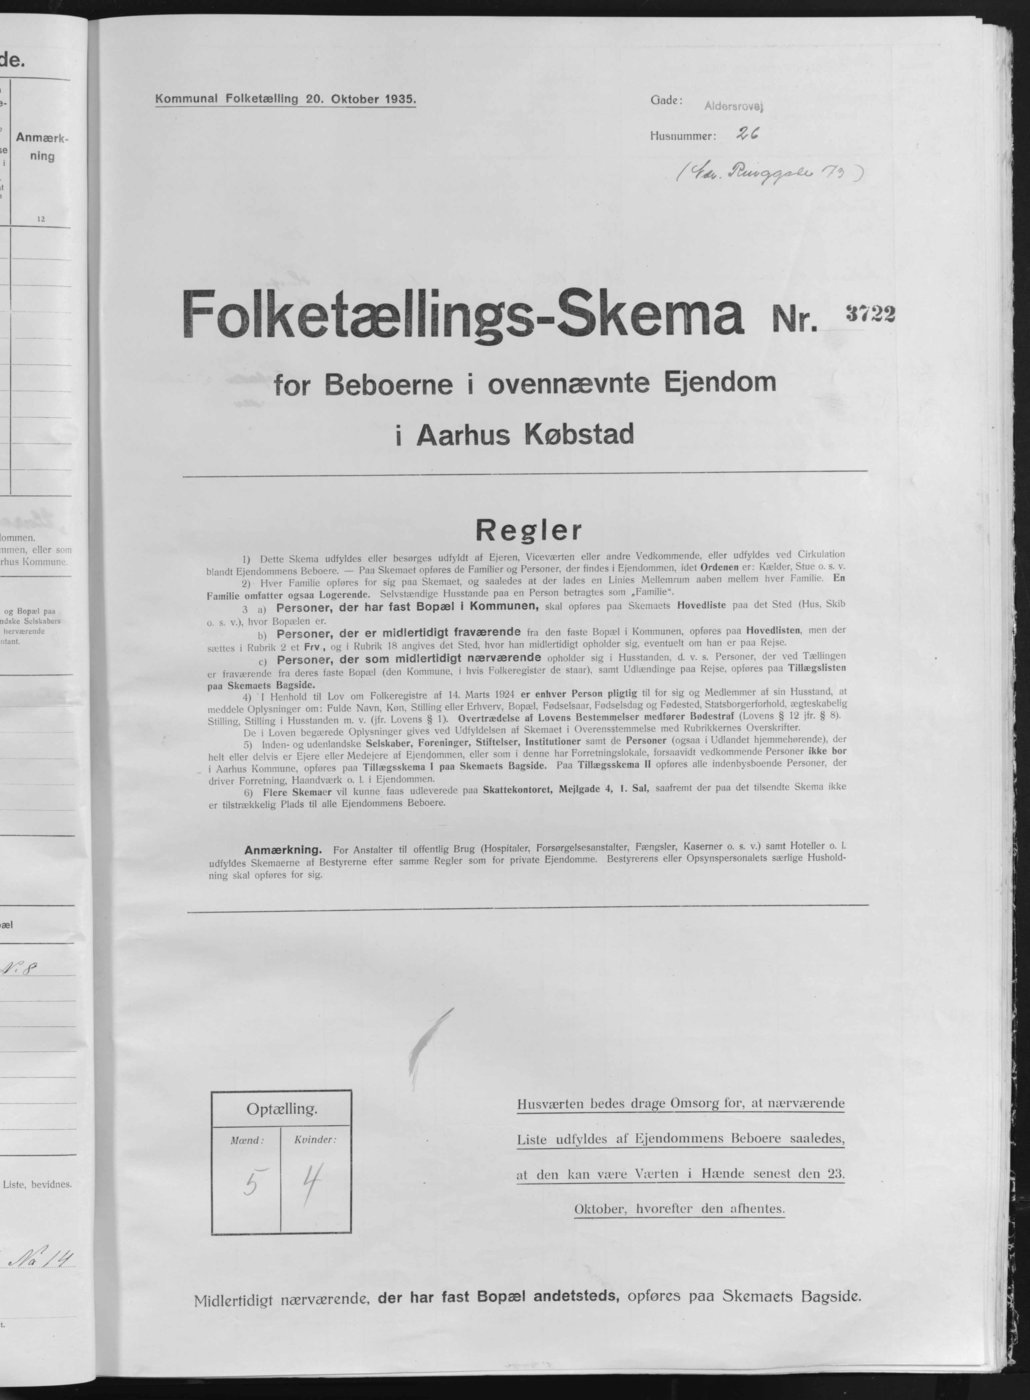 de.
Anmærk-
ning
12
lommen.
mmen, eller som
rhus Kommune.
og Bopæl paa
ndske Selskabers
herværende
ntant.
æl
N. 8
Liste, bevidnes.
No 14
Kommunal Folketælling 20. Oktober 1935.
Gade: Aldersrovej
Husnummer: 26
Ringgade 73)
Folketællings-Skema Nr. 3722
for Beboerne i ovennævnte Ejendom
i Aarhus Købstad
Regler
1) Dette Skema udfyldes eller besørges udfyldt af Ejeren, Viceværten eller andre Vedkommende, eller udfyldes ved Cirkulation
blandt Ejendommens Beboere. — Paa Skemaet opføres de Familier og Personer, der findes i Ejendommen, idet Ordenen er: Kælder, Stue o. s. v.
2) Hver Familie opføres for sig paa Skemaet, og saaledes at der lades en Linies Mellemrum aaben mellem hver Familie. En
Familie omfatter ogsaa Logerende. Selvstændige Husstande paa en Person betragtes som „Familie“.
3 a) Personer, der har fast Bopæl i Kommunen, skal opføres paa Skemaets Hovedliste paa det Sted (Hus, Skib
o. s. v.), hvor Bopælen er.
b) Personer, der er midlertidigt fraværende fra den faste Bopæl i Kommunen, opføres paa Hovedlisten, men der
sættes i Rubrik 2 et Frv., og i Rubrik 18 angives det Sted, hvor han midlertidigt opholder sig, eventuelt om han er paa Rejse.
c) Personer, der som midlertidigt nærværende opholder sig i Husstanden, d. v. s. Personer, der ved Tællingen
er fraværende fra deres faste Bopæl (den Kommune, i hvis Folkeregister de staar), samt Udlændinge paa Rejse, opføres paa Tillægslisten
paa Skemaets Bagside.
4) I Henhold til Lov om Folkeregistre af 14. Marts 1924 er enhver Person pligtig til for sig og Medlemmer af sin Husstand, at
meddele Oplysninger om: Fulde Navn, Køn, Stilling eller Erhverv, Bopæl, Fødselsaar, Fødselsdag og Fødested, Statsborgerforhold, ægteskabelig
Stilling, Stilling i Husstanden m. v. (jfr. Lovens § 1). Overtrædelse af Lovens Bestemmelser medfører Bødestraf (Lovens § 12 jfr. § 8).
De i Loven begærede Oplysninger gives ved Udfyldelsen af Skemaet i Overensstemmelse med Rubrikkernes Overskrifter.
5) Inden- og udenlandske Selskaber, Foreninger, Stiftelser, Institutioner samt de Personer (ogsaa i Udlandet hjemmehørende), der
helt eller delvis er Ejere eller Medejere af Ejendommen, eller som i denne har Forretningslokale, forsaavidt vedkommende Personer ikke bor
i Aarhus Kommune, opføres paa Tillægsskema I paa Skemaets Bagside. Paa Tillægsskema II opføres alle indenbysboende Personer, der
driver Forretning, Haandværk o. l. i Ejendommen.
6) Flere Skemaer vil kunne faas udleverede paa Skattekontoret, Mejlgade 4, 1. Sal, saafremt der paa det tilsendte Skema ikke
er tilstrækkelig Plads til alle Ejendommens Beboere.
Anmærkning. For Anstalter til offentlig Brug (Hospitaler, Forsørgelsesanstalter, Fængsler, Kaserner o. s. v.) samt Hoteller o. l.
udfyldes Skemaerne af Bestyrerne efter samme Regler som for private Ejendomme. Bestyrerens eller Opsynspersonalets særlige Hushold-
ning skal opføres for sig.
Optælling.
Mænd: Kvinder:
5 4
Husværten bedes drage Omsorg for, at nærværende
Liste udfyldes af Ejendommens Beboere saaledes,
at den kan være Værten i Hænde senest den 23.
Oktober, hvorefter den afhentes.
Midlertidigt nærværende, der har fast Bopæl andetsteds, opføres paa Skemaets Bagside.